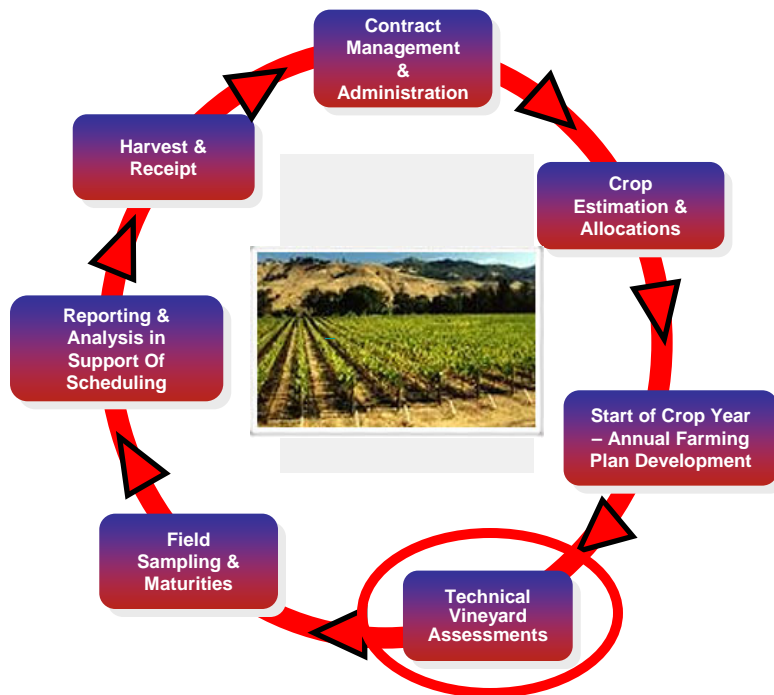 Contract
Management
&
Administration
Crop
Estimation &
Allocations
Start of Crop Year
– Annual Farming
Plan Development
Technical
Vineyard
Assessments
Field
Sampling &
Maturities
Reporting &
Analysis in
Support Of
Scheduling
Harvest &
Receipt